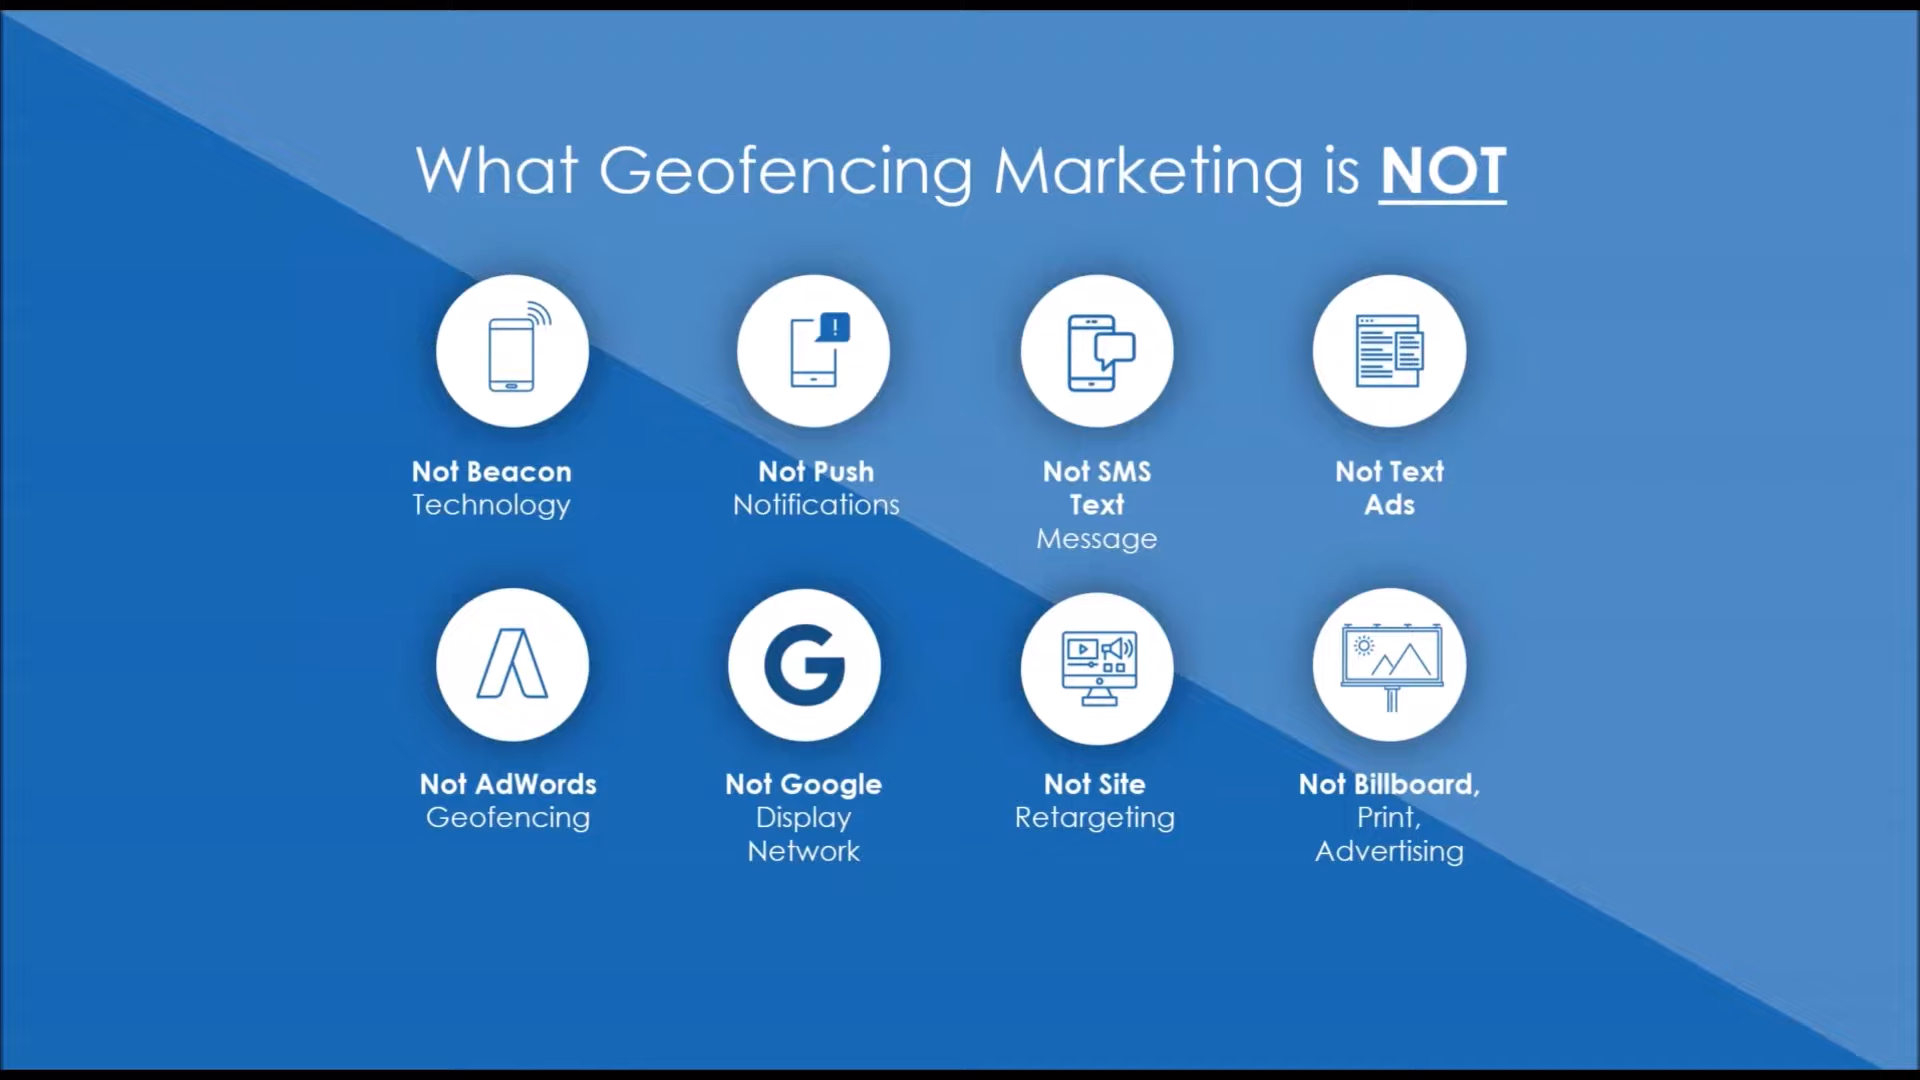 What Geofencing Marketing is NOT
Not Beacon
Technology
Not Push
Notifications
Not SMS
Text
Message
Not Text
Ads
Not AdWords
Geofencing
Not Google
Display
Network
Not Site
Retargeting
Not Billboard,
Print,
Advertising